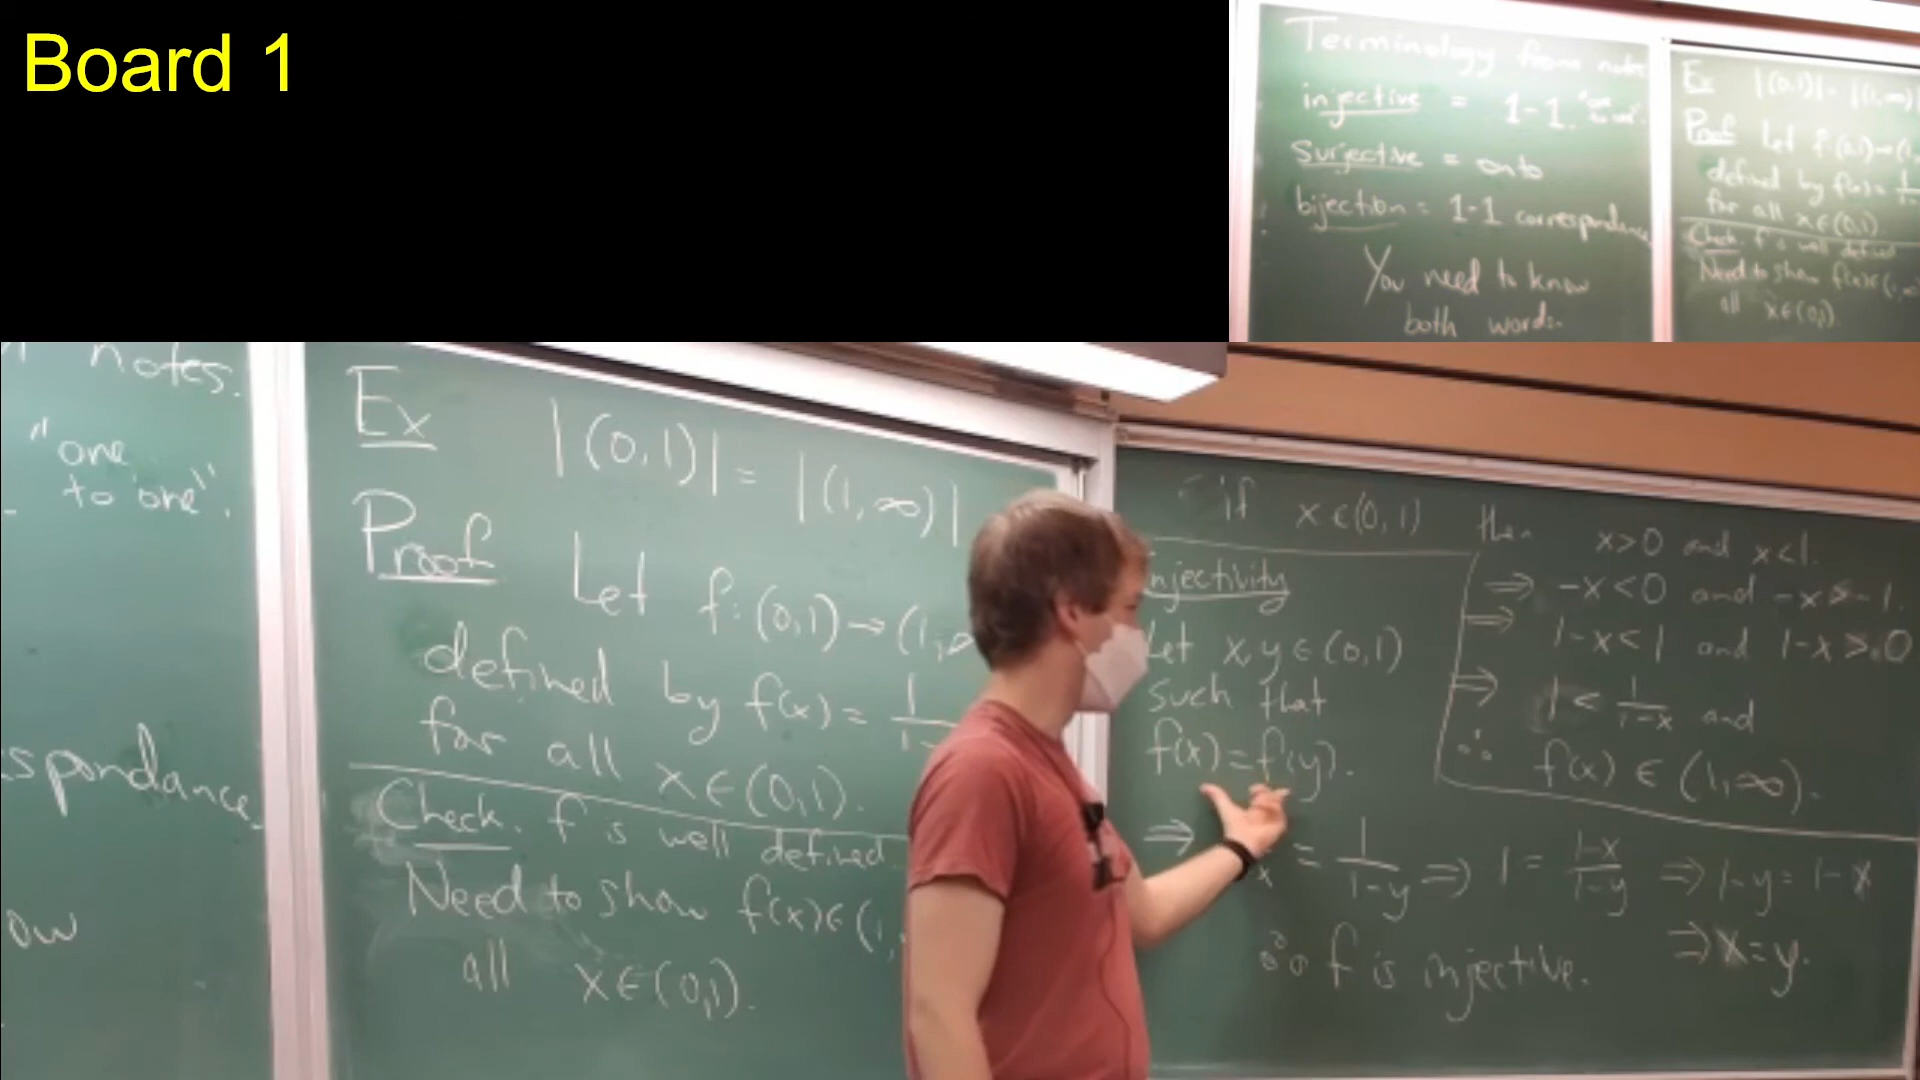 Board 1
Terminology from notes
injective = 1-1. "one to one".
Surjective = onto
bijection = 1-1 correspondance
You need to know
both words.
Ex |(0,1)| = |(1,∞)|
Proof Let f:(0,1)→(1,
defined by f(x) = 1
for all x∈(0,1)
Check. f is well defined
Need to show f(x)∈(1,∞
all x∈(0,1)
notes.
"one
to one".
spondance
ow
Ex |(0,1)| = |(1,∞)|
Proof Let f:(0,1)→(1,
defined by f(x) = 1
for all x∈(0,1).
Check. f is well defined
Need to show f(x)∈(1,
all x∈(0,1).
if x∈(0,1) then x>0 and x<1.
⇒ -x<0 and -x>-1.
⇒ 1-x<1 and 1-x>0
⇒ 1 < 1/(1-x) and
∴ f(x) ∈ (1,∞).
njectivity
Let x,y∈(0,1)
such that
f(x)=f(y).
⇒ x = 1/(1-y) ⇒ 1 = (1-x)/(1-y) ⇒ 1-y = 1-x
⇒ x=y.
∴ f is injective.